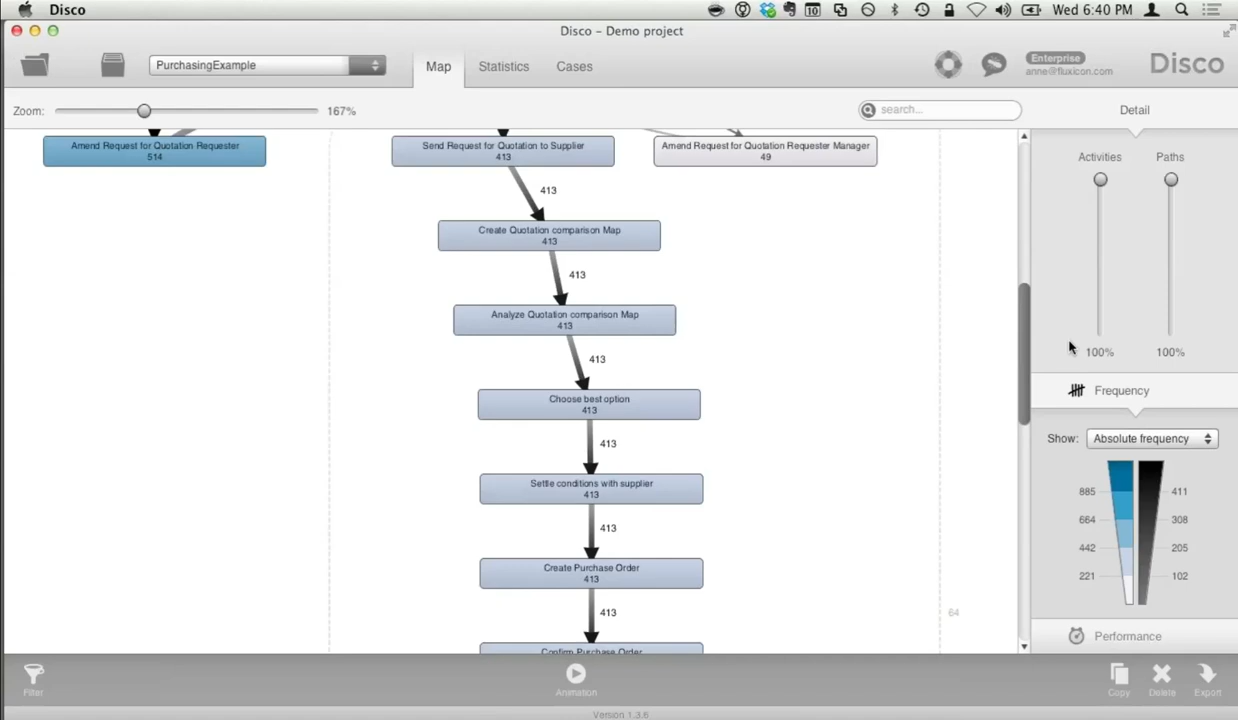 Disco
10
Wed 6:40 PM
Disco – Demo project
PurchasingExample
Map
Statistics
Cases
Enterprise
anne@fluxicon.com
Disco
Zoom:
167%
search...
Detail
Amend Request for Quotation Requester
514
Send Request for Quotation to Supplier
413
Amend Request for Quotation Requester Manager
49
413
Create Quotation comparison Map
413
413
Analyze Quotation comparison Map
413
413
Choose best option
413
413
Settle conditions with supplier
413
413
Create Purchase Order
413
413
Confirm Purchase Order
64
Activities
Paths
100%
100%
Frequency
Show:
Absolute frequency
885
411
664
308
442
205
221
102
Performance
Filter
Animation
Copy
Delete
Export
Version 1.3.6